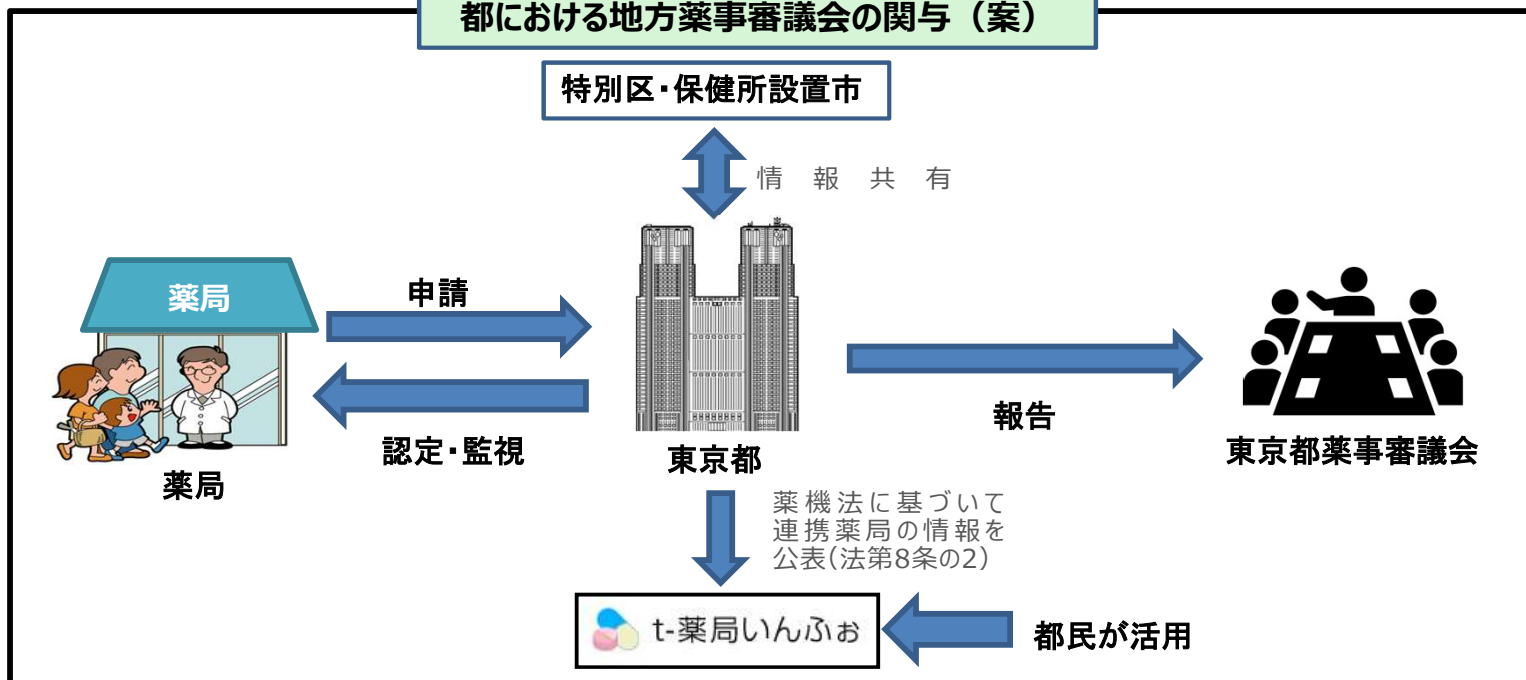 都における地方薬事審議会の関与（案）
特別区・保健所設置市
情報共有
薬局
申請
認定・監視
薬局
東京都
報告
東京都薬事審議会
薬機法に基づいて
連携薬局の情報を
公表(法第8条の2)
t-薬局いんふぉ
都民が活用